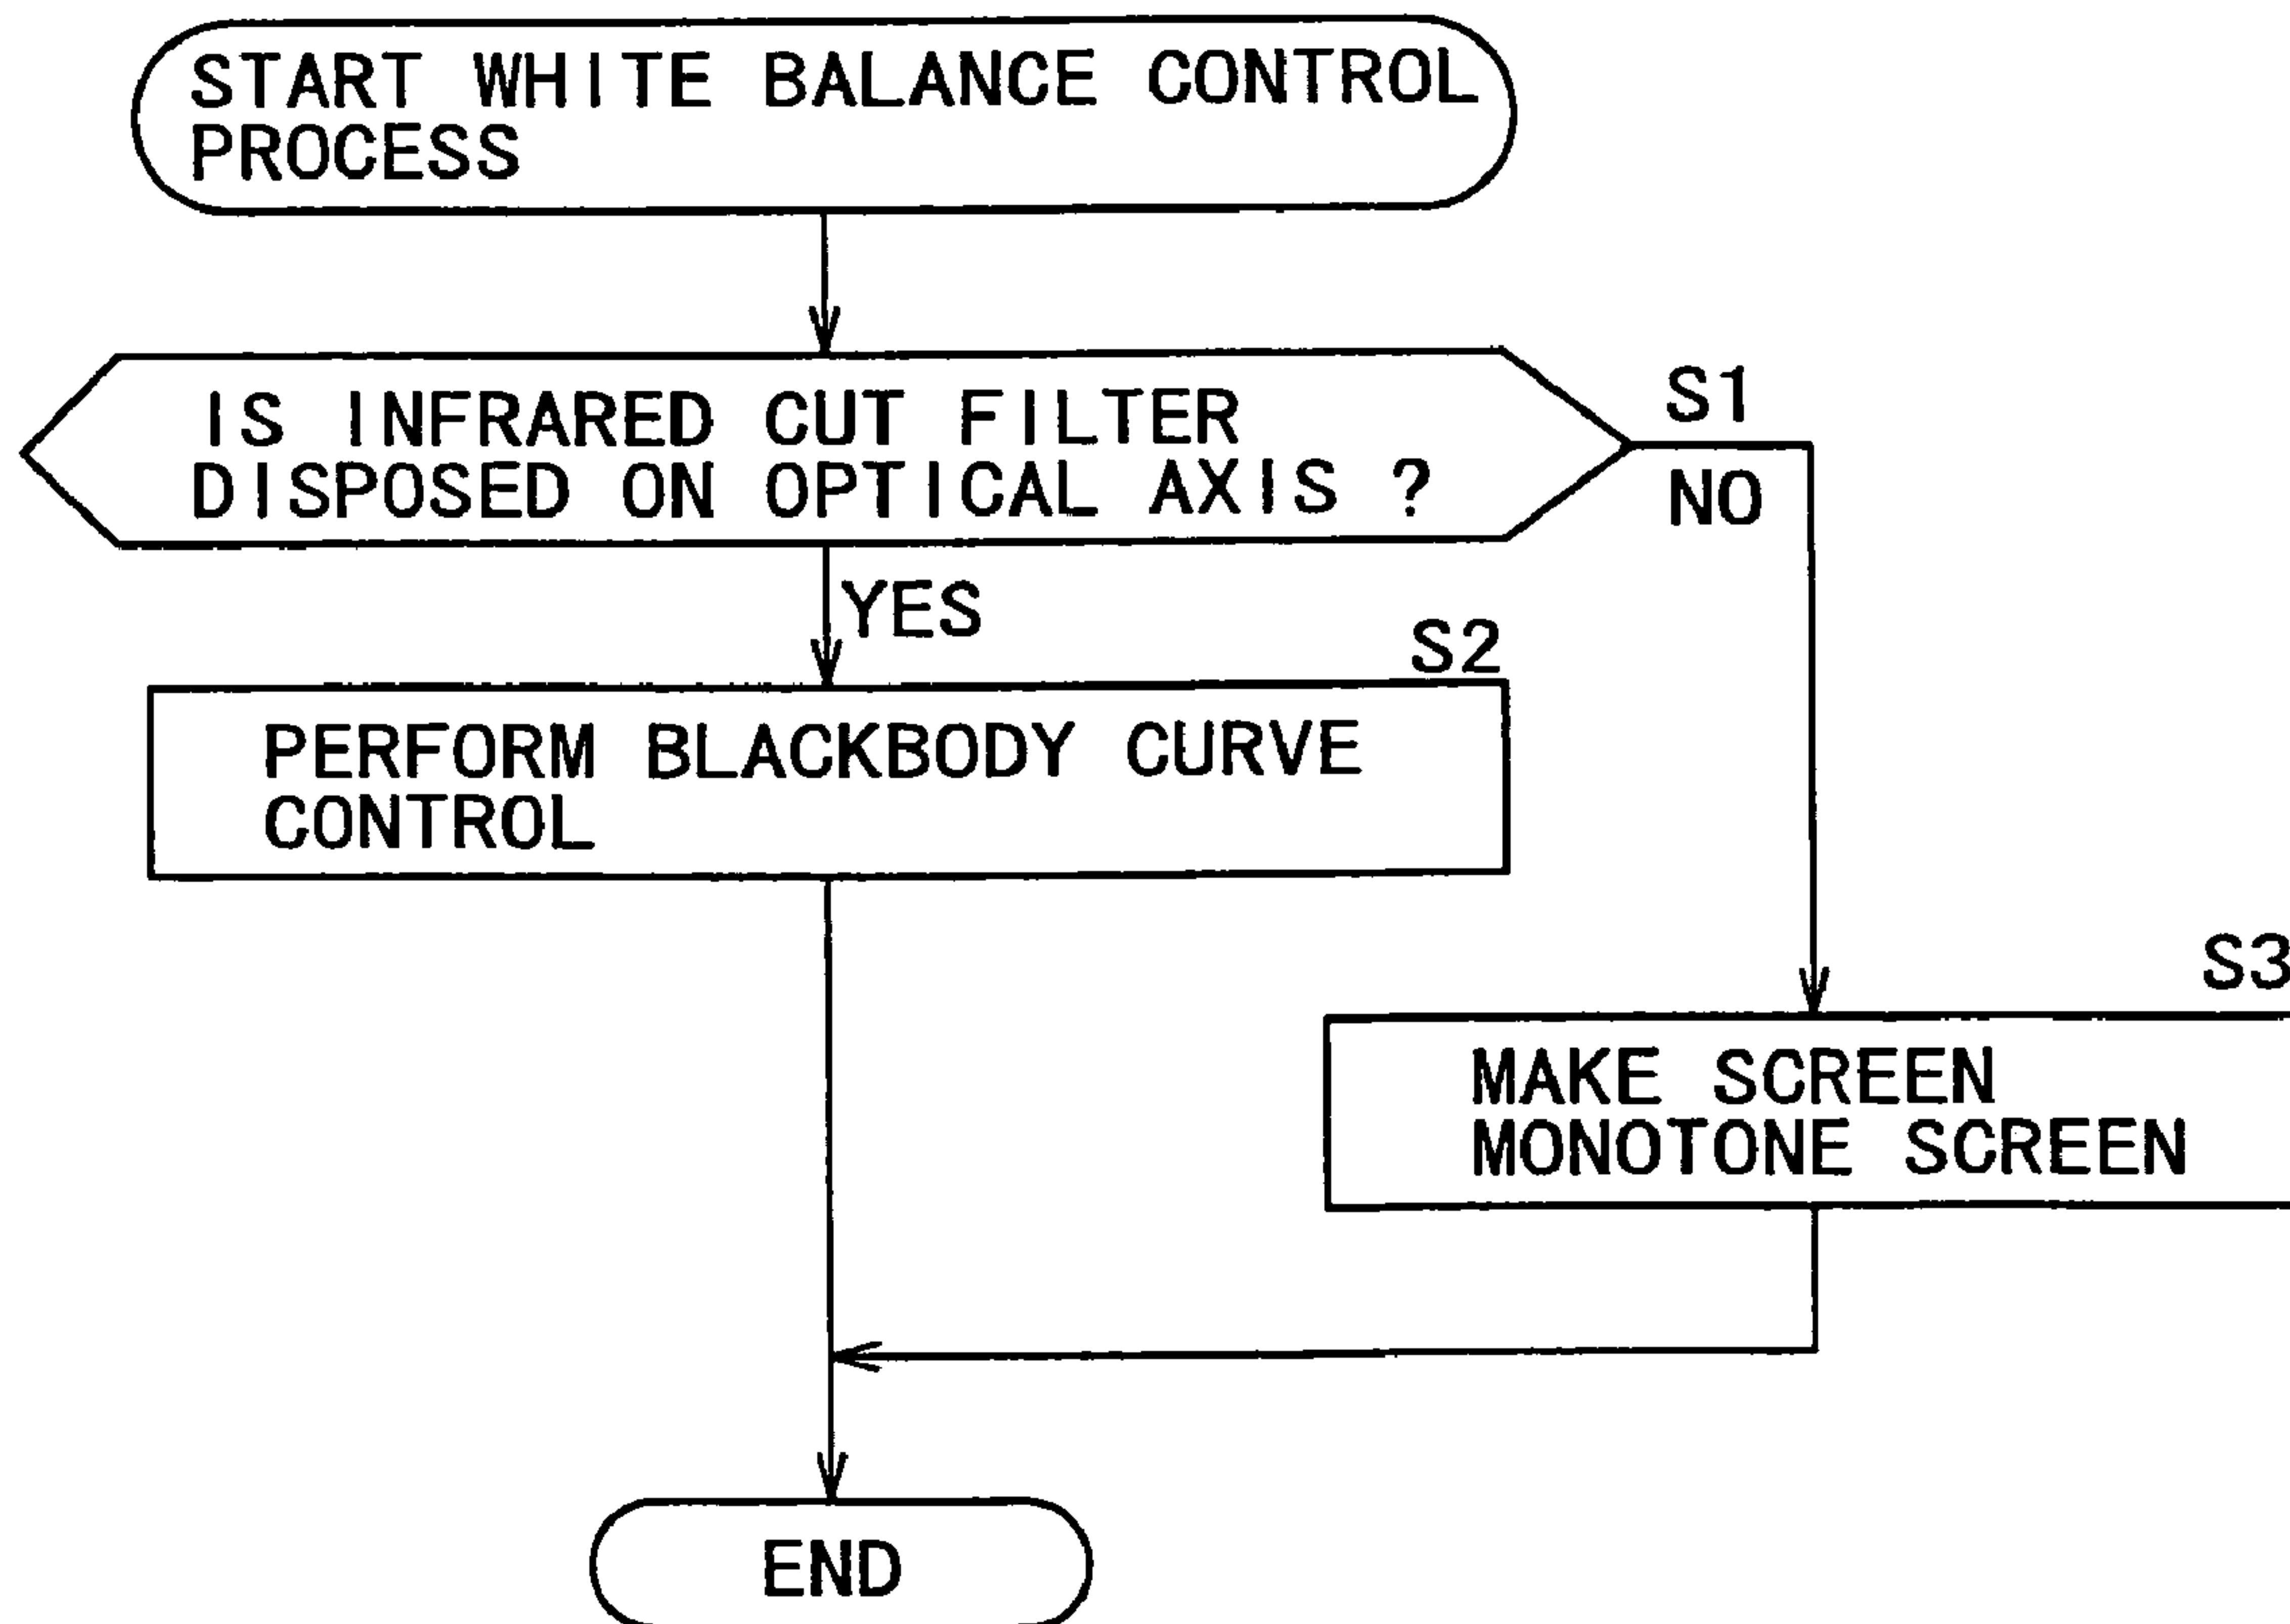 START WHITE BALANCE CONTROL
PROCESS
IS INFRARED CUT FILTER
DISPOSED ON OPTICAL AXIS ?
S1
NO
YES
S2
PERFORM BLACKBODY CURVE
CONTROL
S3
MAKE SCREEN
MONOTONE SCREEN
END